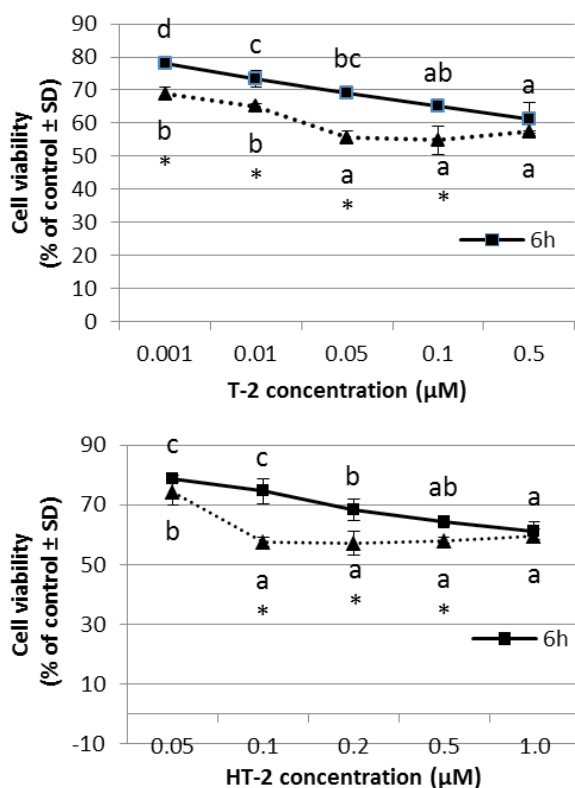 90
80
70
60
50
40
30
20
10
0
Cell viability
(% of control ± SD)
d c bc ab a
b b a a a
* * * *
6h
0.001 0.01 0.05 0.1 0.5
T-2 concentration (µM)
90
70
50
30
10
-10
Cell viability
(% of control ± SD)
c c b ab a
b a a a a
* * *
6h
0.05 0.1 0.2 0.5 1.0
HT-2 concentration (µM)